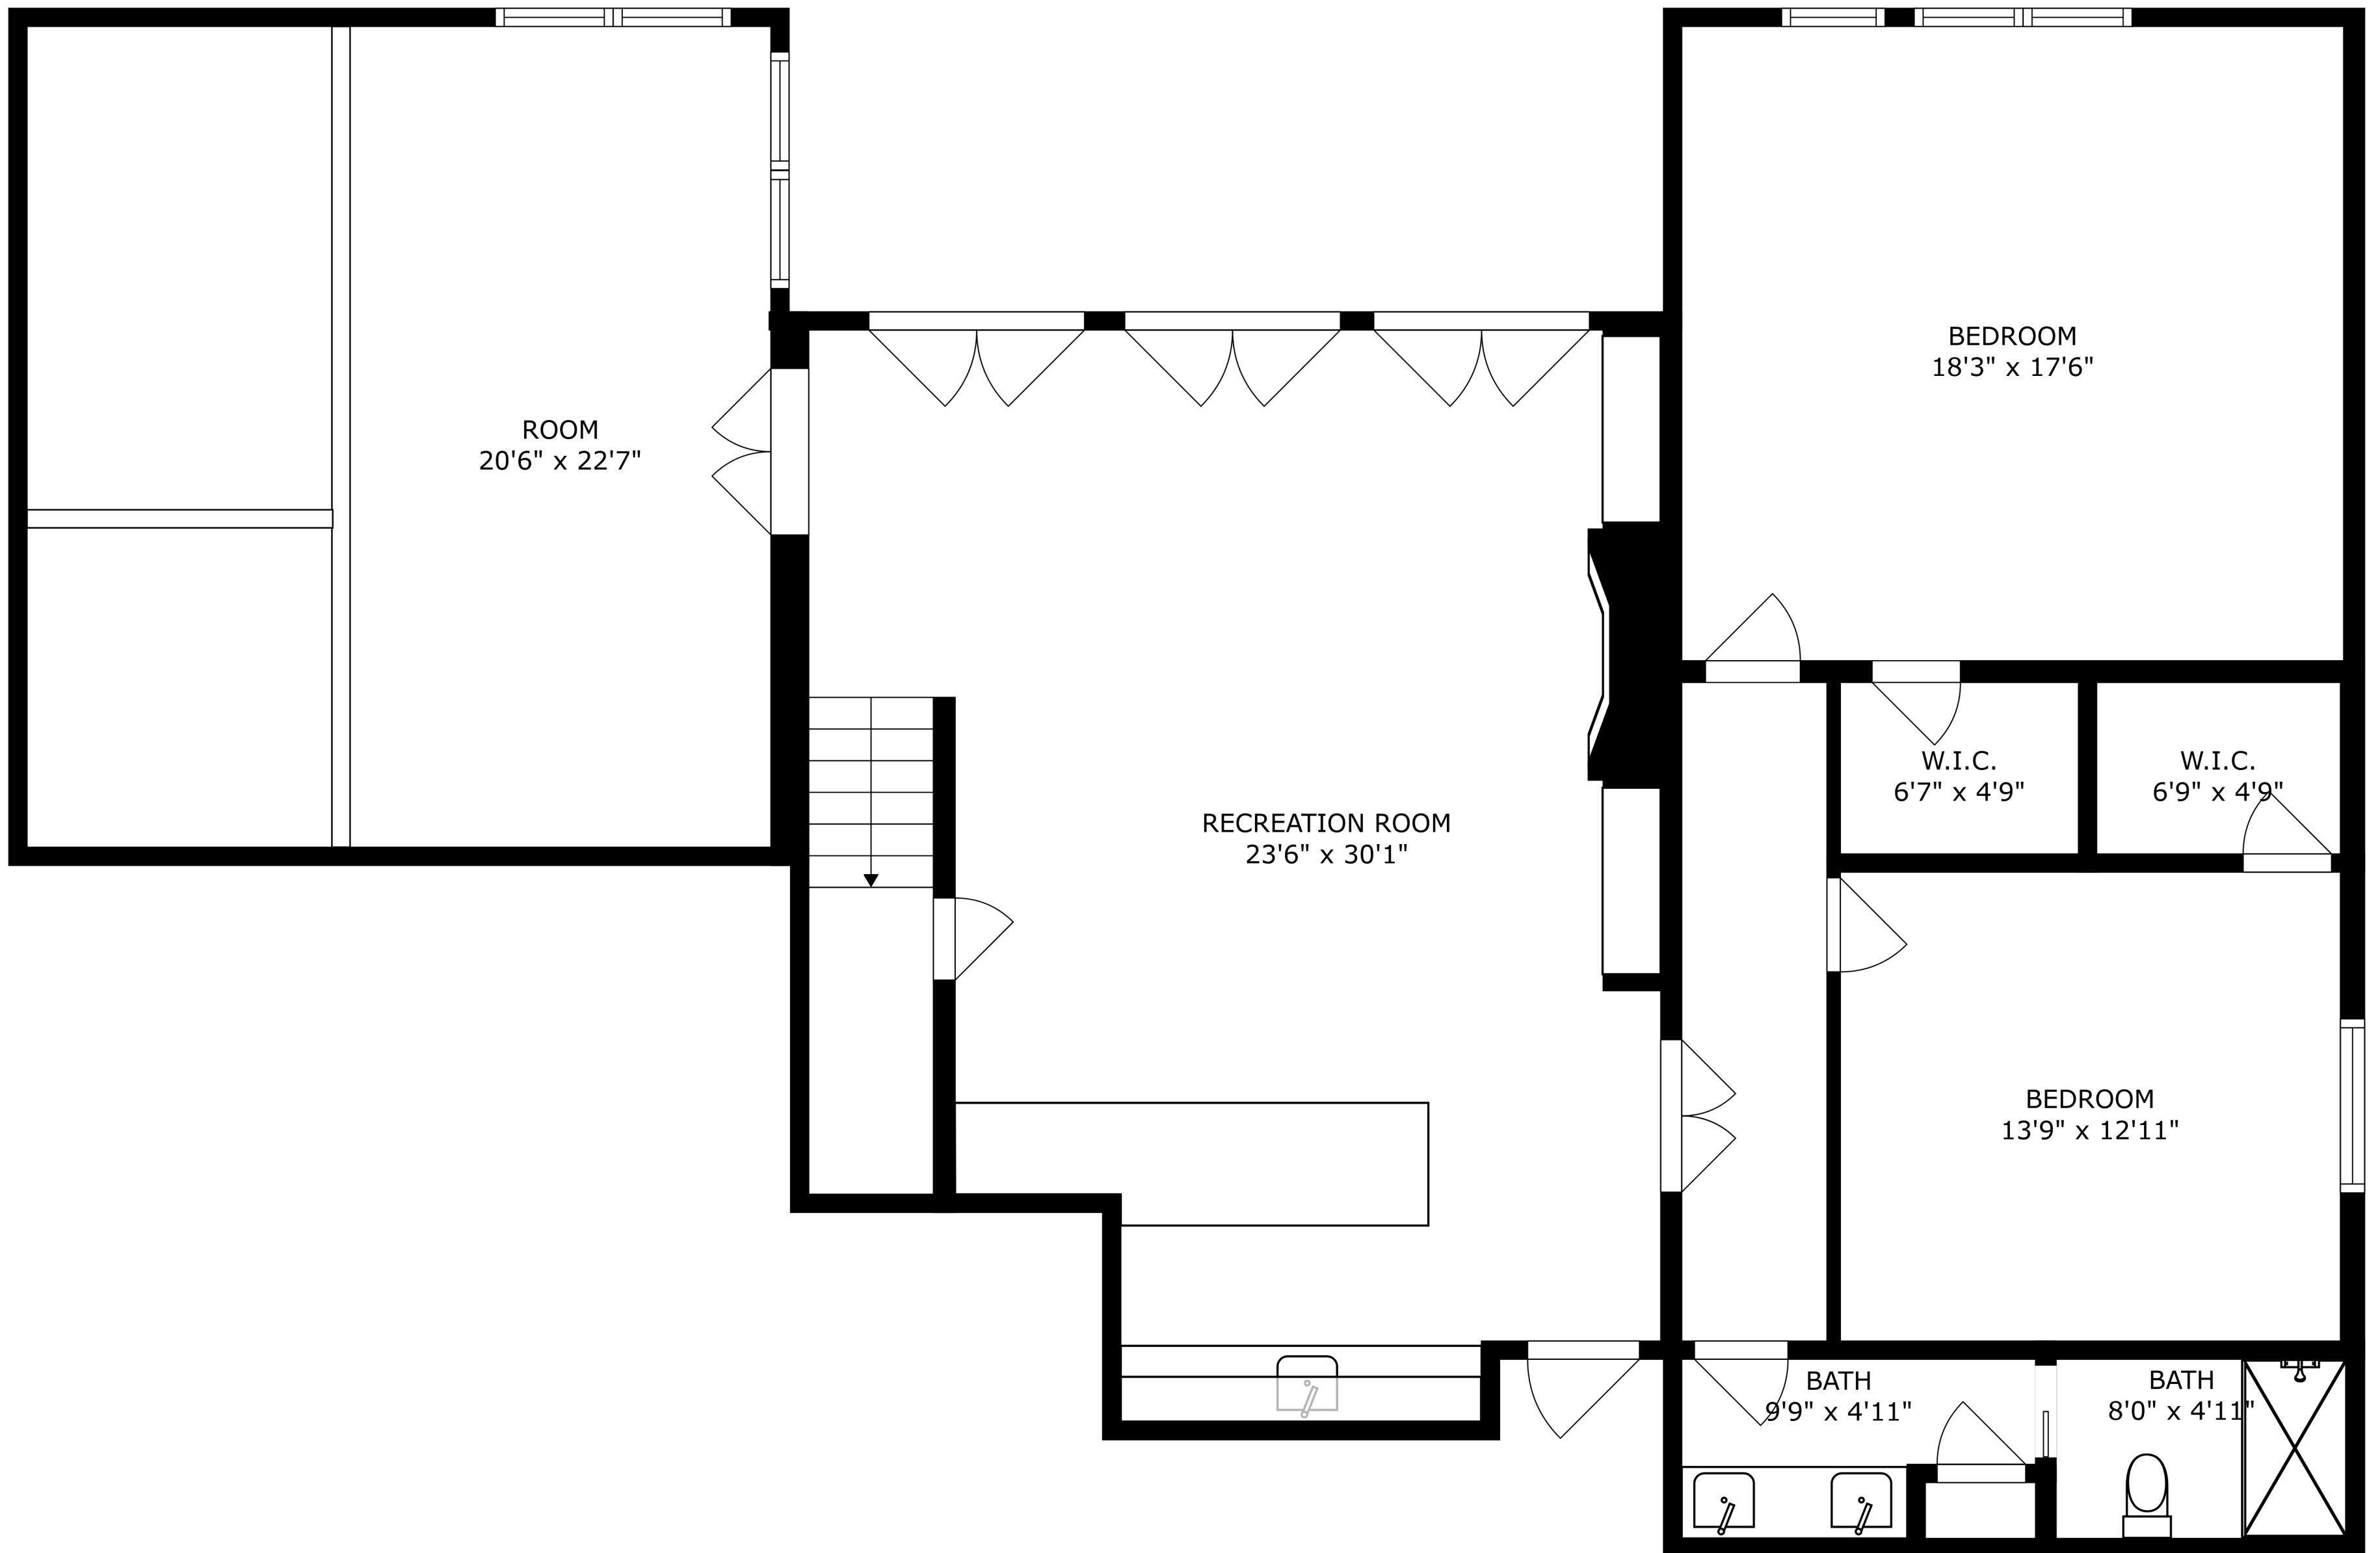 BEDROOM
18'3" x 17'6"
ROOM
20'6" x 22'7"
W.I.C.
6'7" x 4'9"
W.I.C.
6'9" x 4'9"
RECREATION ROOM
23'6" x 30'1"
BEDROOM
13'9" x 12'11"
BATH
9'9" x 4'11"
BATH
8'0" x 4'11"